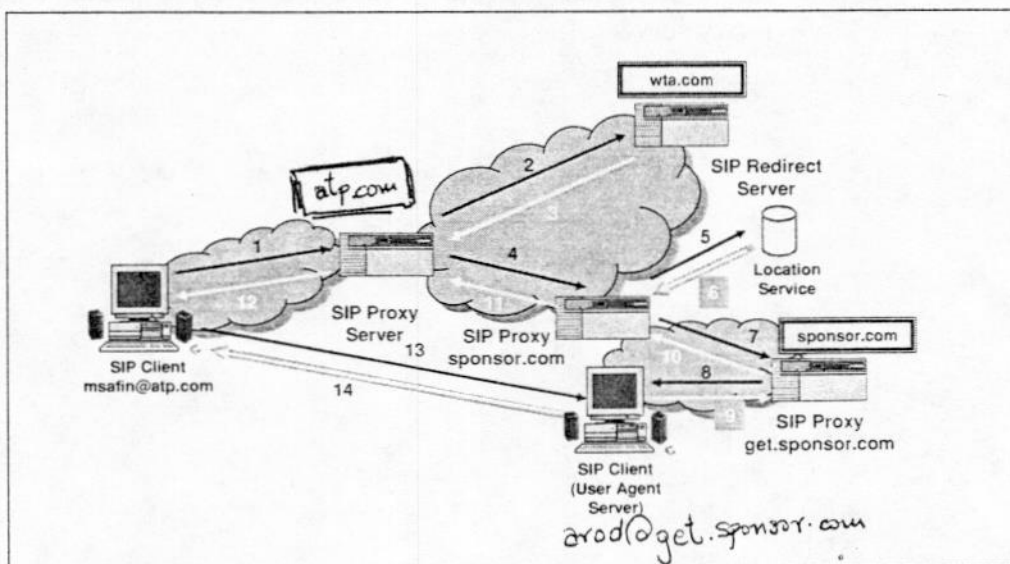 wta.com
2
SIP Redirect
Server
atp.com
3
1
4
5
Location
Service
12
11
6
SIP Proxy
Server
SIP Proxy
sponsor.com
7
sponsor.com
13
10
8
SIP Client
msafin@atp.com
14
9
SIP Proxy
get.sponsor.com
SIP Client
(User Agent
Server)
arod@get.sponsor.com